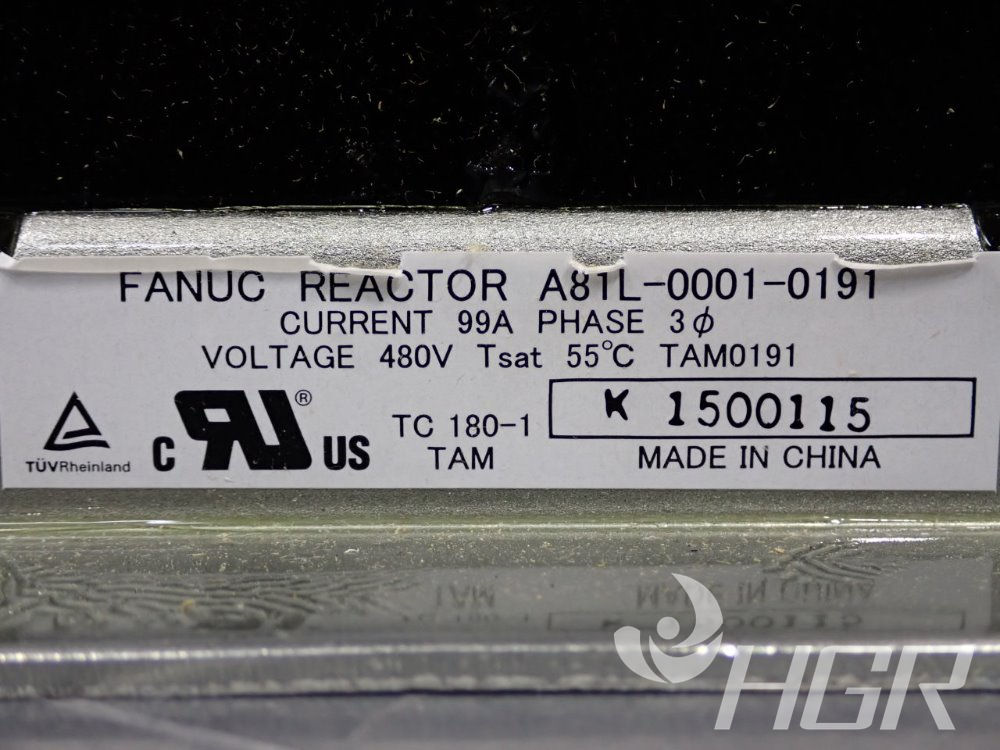 FANUC REACTOR A81L-0001-0191
CURRENT 99A PHASE 3ϕ
VOLTAGE 480V Tsat 55℃ TAM0191
TÜVRheinland
C RU® US
TC 180-1
TAM
K 1500115
MADE IN CHINA
HGR